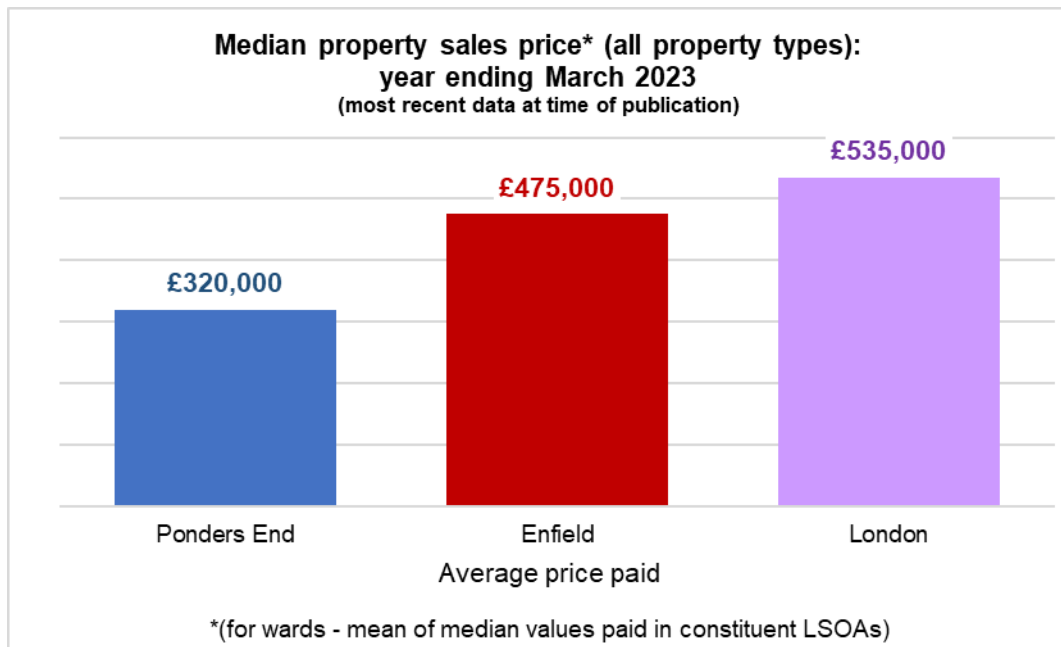 Median property sales price* (all property types):
year ending March 2023
(most recent data at time of publication)
£535,000
£475,000
£320,000
Ponders End
Enfield
London
Average price paid
*(for wards - mean of median values paid in constituent LSOAs)